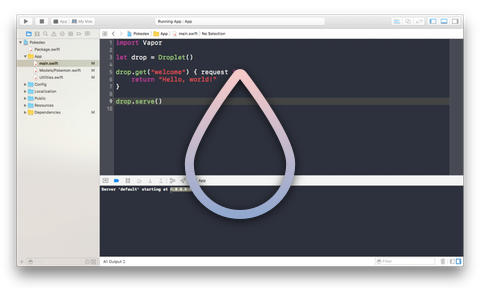 App
My Vox
Running App : App
Pokedex
Package.swift
App
main.swift M
Models/Pokemon.swift M
Utilities.swift M
Config
Localization
Public
Resources
Dependencies M
Pokedex
App
main.swift
No Selection
1 import Vapor
2
3 let drop = Droplet()
4
5 drop.get("welcome") { request
6 return "Hello, world!"
7 }
8
9 drop.serve()
10
App
Server 'default' starting at
All Output
Filter